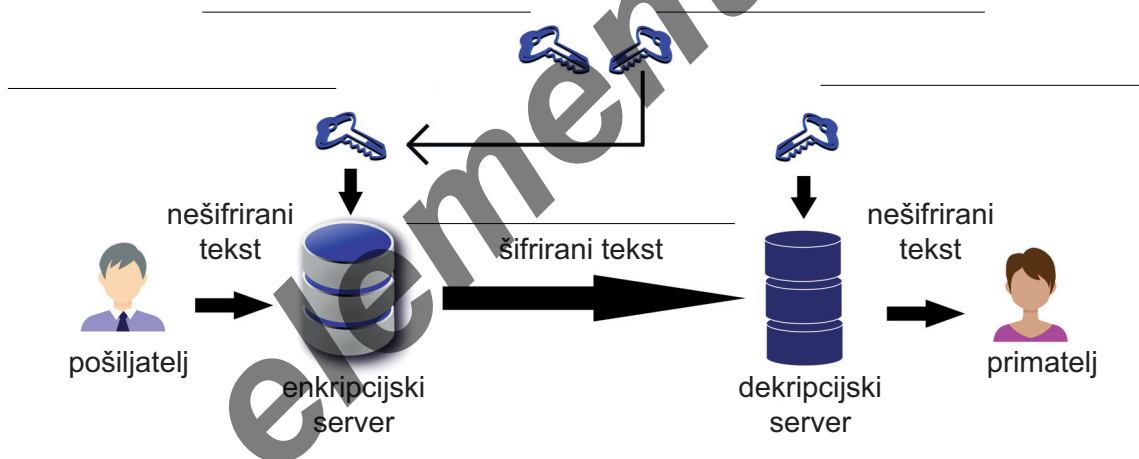 element
nešifrirani
tekst
šifrirani tekst
nešifrirani
tekst
pošiljatelj
enkripcijski
server
dekripcijski
server
primatelj